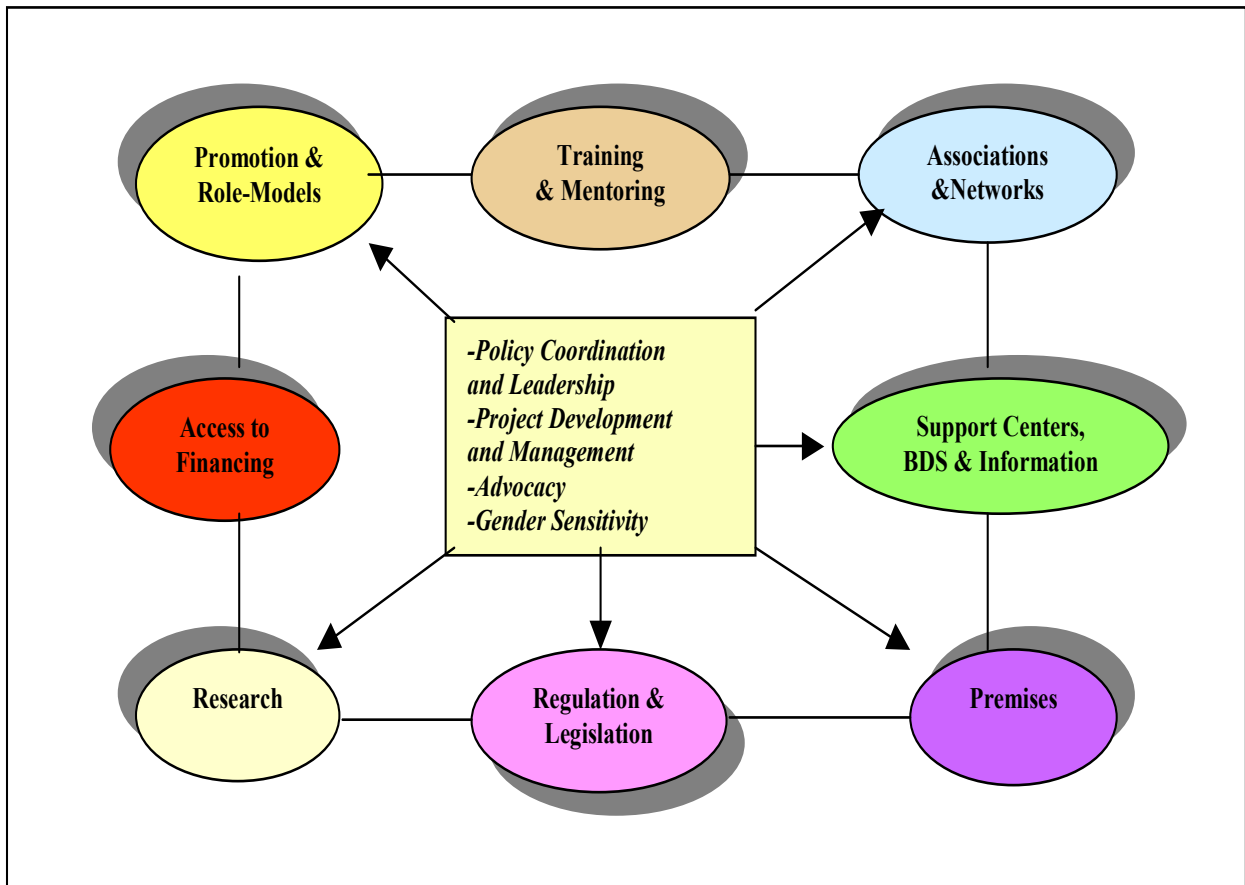 Promotion &
Role-Models
Training
& Mentoring
Associations
&Networks
-Policy Coordination
and Leadership
-Project Development
and Management
-Advocacy
-Gender Sensitivity
Access to
Financing
Support Centers,
BDS & Information
Research
Regulation &
Legislation
Premises